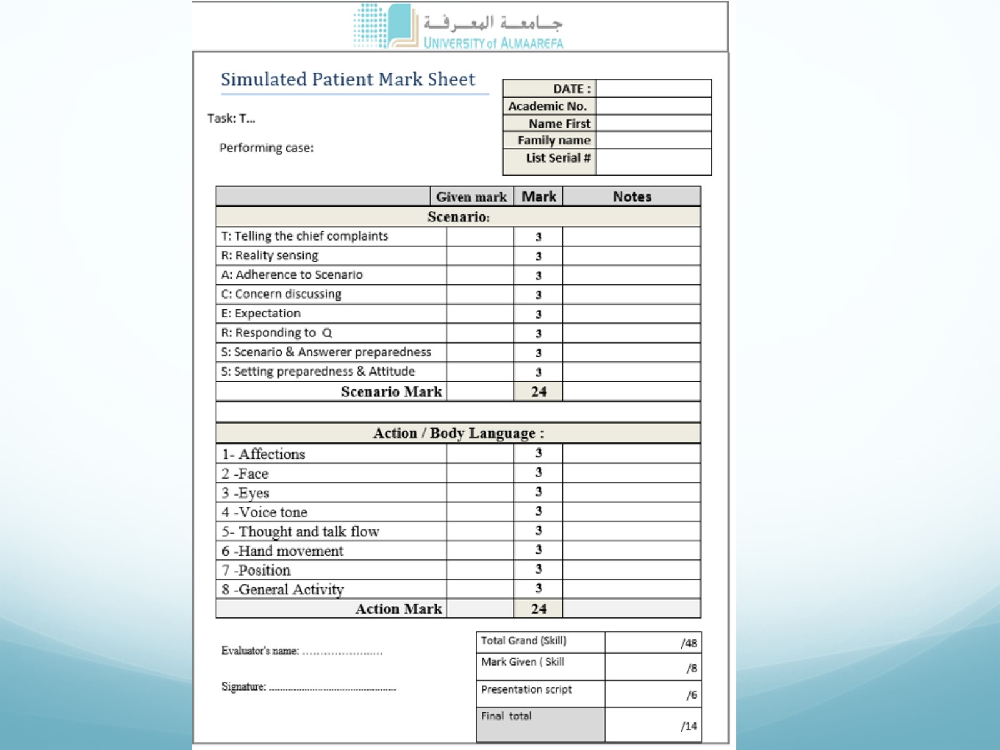 جامعة المعرفة
UNIVERSITY of ALMAAREFA
Simulated Patient Mark Sheet
DATE :
Academic No.
Name First
Family name
List Serial #
Task: T...
Performing case:
Given mark Mark Notes
Scenario:
T: Telling the chief complaints 3
R: Reality sensing 3
A: Adherence to Scenario 3
C: Concern discussing 3
E: Expectation 3
R: Responding to Q 3
S: Scenario & Answerer preparedness 3
S: Setting preparedness & Attitude 3
Scenario Mark 24
Action / Body Language :
1- Affections 3
2 -Face 3
3 -Eyes 3
4 -Voice tone 3
5- Thought and talk flow 3
6 -Hand movement 3
7 -Position 3
8 -General Activity 3
Action Mark 24
Evaluator's name: ........................
Signature: ................................................
Total Grand (Skill) /48
Mark Given ( Skill /8
Presentation script /6
Final total /14